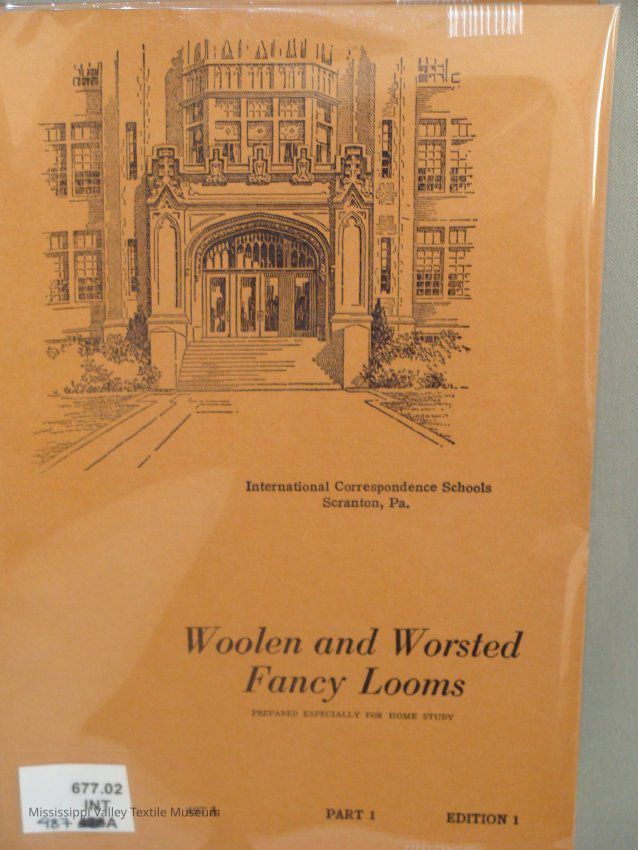 International Correspondence Schools
Scranton, Pa.
Woolen and Worsted
Fancy Looms
PREPARED ESPECIALLY FOR HOME STUDY
677.02
INT
Mississippi Valley Textile Museum
PART 1 EDITION 1